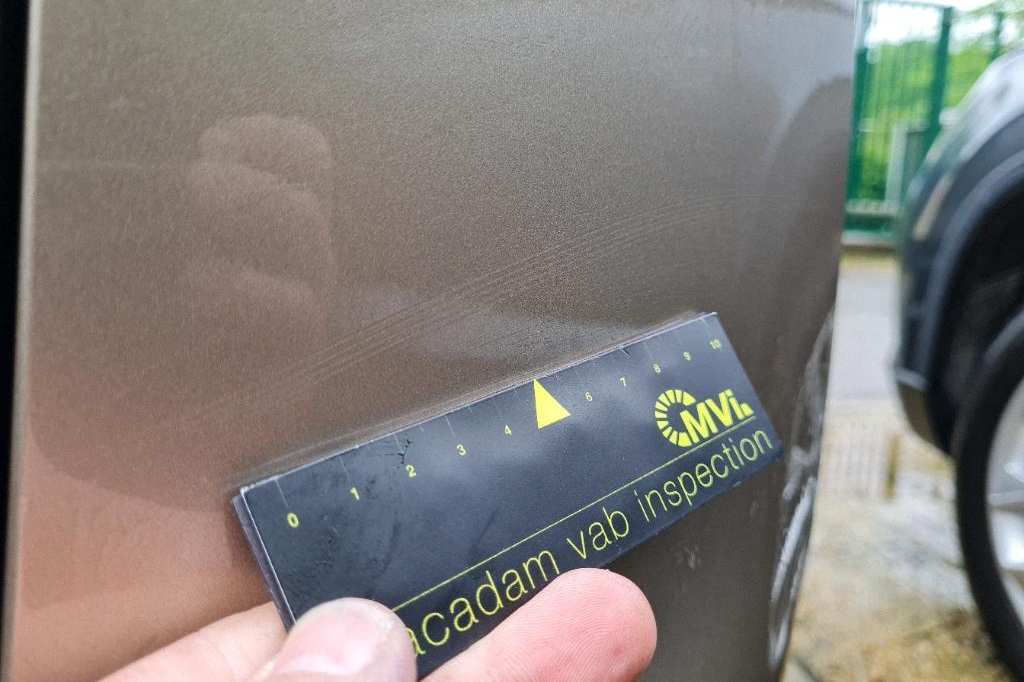 0 1 2 3 4 6 7 8 9 10
MVi
acadam vab inspection